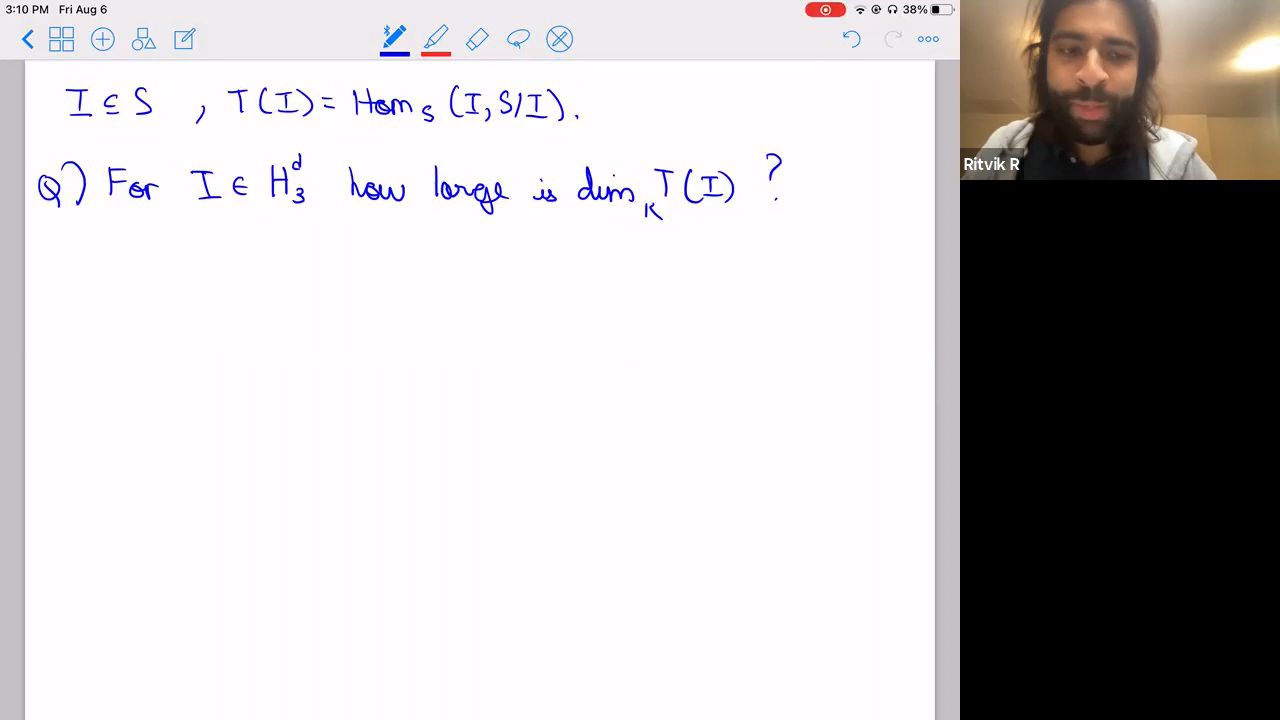 3:10 PM Fri Aug 6
38%
I ⊆ S , T(I) = Hom_S (I, S/I).
Q) For I ∈ H_3^d how large is dim_K T(I) ?
Ritvik R